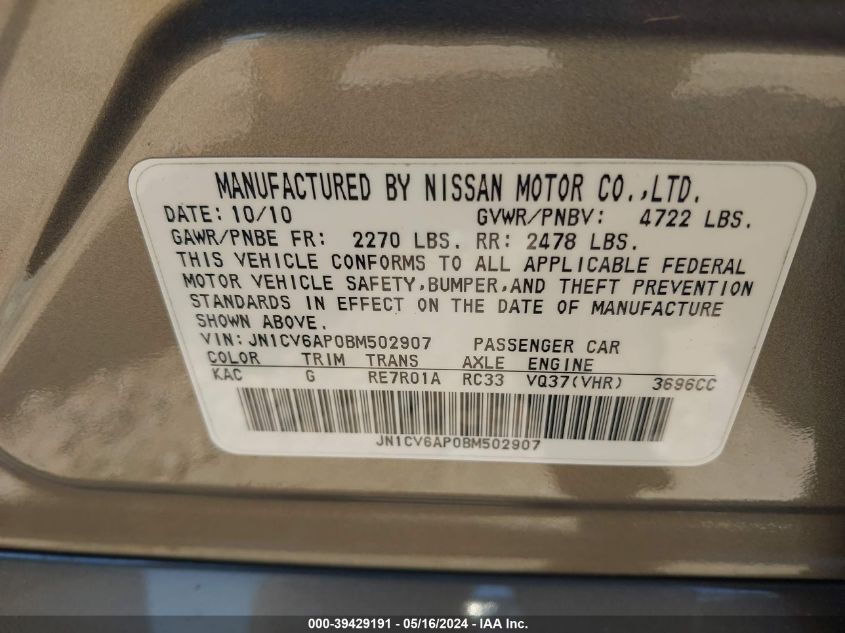 MANUFACTURED BY NISSAN MOTOR CO.,LTD.
DATE: 10/10 GVWR/PNBV: 4722 LBS.
GAWR/PNBE FR: 2270 LBS. RR: 2478 LBS.
THIS VEHICLE CONFORMS TO ALL APPLICABLE FEDERAL
MOTOR VEHICLE SAFETY,BUMPER,AND THEFT PREVENTION
STANDARDS IN EFFECT ON THE DATE OF MANUFACTURE
SHOWN ABOVE.
VIN: JN1CV6AP0BM502907 PASSENGER CAR
COLOR TRIM TRANS AXLE ENGINE
KAC G RE7R01A RC33 VQ37(VHR) 3696CC
JN1CV6AP0BM502907
000-39429191 - 05/16/2024 - IAA Inc.